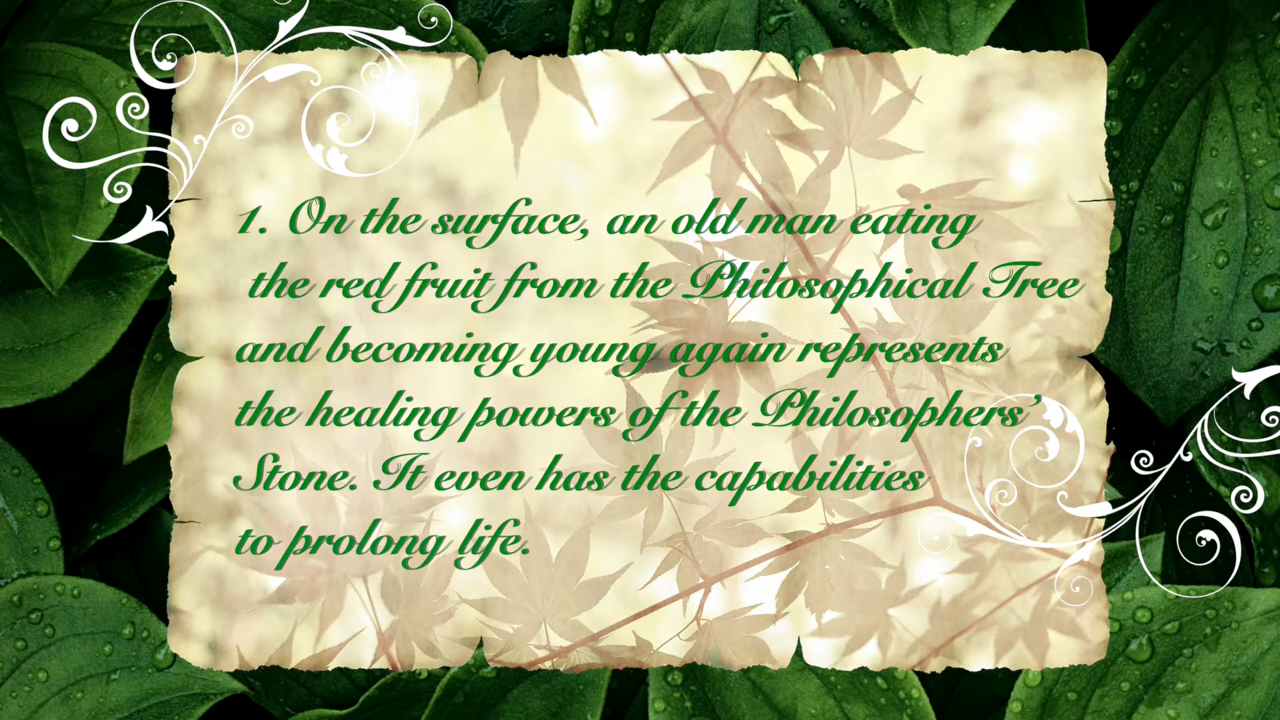 1. On the surface, an old man eating
the red fruit from the Philosophical Tree
and becoming young again represents
the healing powers of the Philosophers’
Stone. It even has the capabilities
to prolong life.